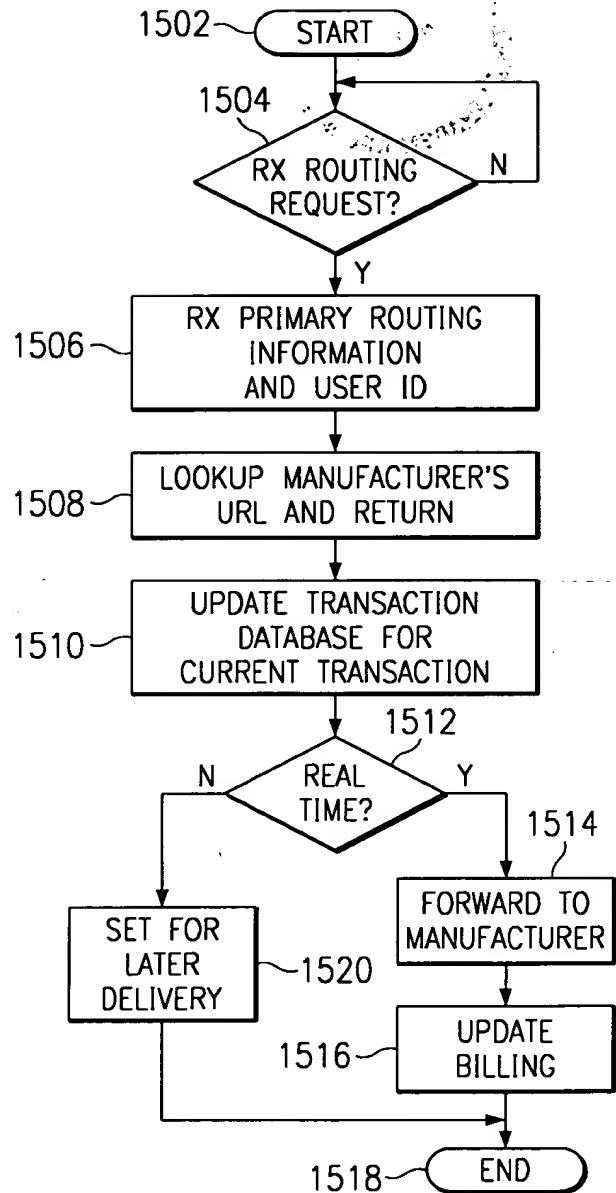 1502
START
1504
RX ROUTING
REQUEST?
N
Y
1506
RX PRIMARY ROUTING
INFORMATION
AND USER ID
1508
LOOKUP MANUFACTURER'S
URL AND RETURN
1510
UPDATE TRANSACTION
DATABASE FOR
CURRENT TRANSACTION
1512
N
REAL
TIME?
Y
1514
FORWARD TO
MANUFACTURER
SET FOR
LATER
DELIVERY
1520
1516
UPDATE
BILLING
1518
END